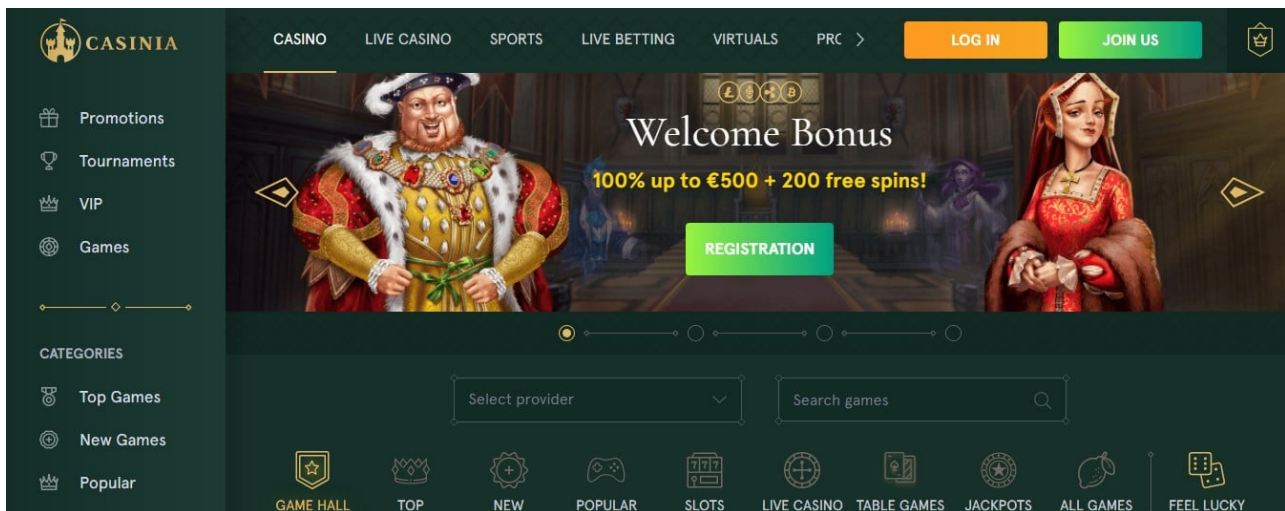 CASINIA
CASINO LIVE CASINO SPORTS LIVE BETTING VIRTUALS PRC
LOG IN
JOIN US
Promotions
Tournaments
VIP
Games
CATEGORIES
Top Games
New Games
Popular
Welcome Bonus
100% up to €500 + 200 free spins!
REGISTRATION
Select provider
Search games
GAME HALL TOP NEW POPULAR SLOTS LIVE CASINO TABLE GAMES JACKPOTS ALL GAMES FEEL LUCKY